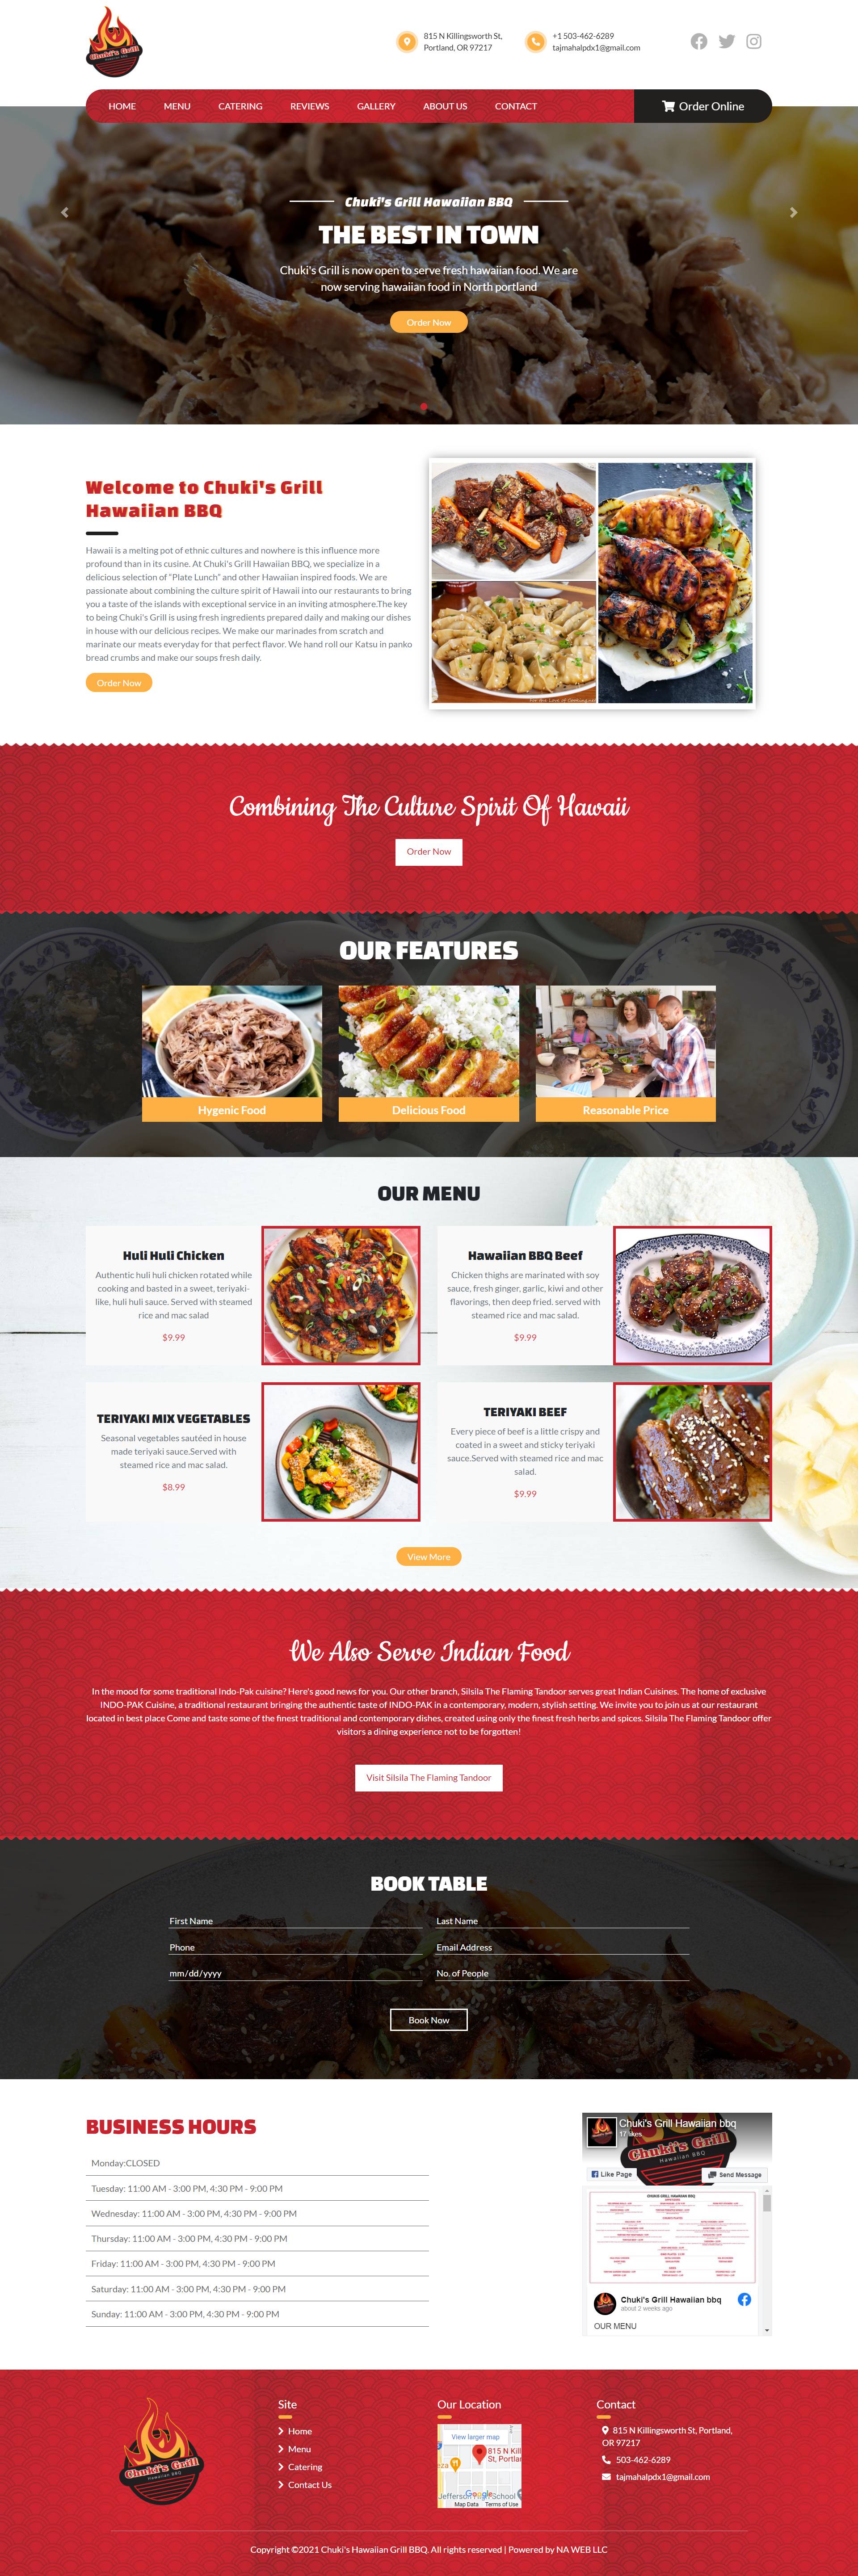 Chuki's Grill
Hawaiian BBQ
815 N Killingsworth St,
Portland, OR 97217
+1 503-462-6289
tajmahalpdx1@gmail.com
HOME MENU CATERING REVIEWS GALLERY ABOUT US CONTACT
Order Online
Chuki's Grill Hawaiian BBQ
THE BEST IN TOWN
Chuki's Grill is now open to serve fresh hawaiian food. We are
now serving hawaiian food in North portland
Order Now
Welcome to Chuki's Grill
Hawaiian BBQ
Hawaii is a melting pot of ethnic cultures and nowhere is this influence more
profound than in its cusine. At Chuki's Grill Hawaiian BBQ, we specialize in a
delicious selection of “Plate Lunch” and other Hawaiian inspired foods. We are
passionate about combining the culture spirit of Hawaii into our restaurants to bring
you a taste of the islands with exceptional service in an inviting atmosphere.The key
to being Chuki's Grill is using fresh ingredients prepared daily and making our dishes
in house with our delicious recipes. We make our marinades from scratch and
marinate our meats everyday for that perfect flavor. We hand roll our Katsu in panko
bread crumbs and make our soups fresh daily.
Order Now
For the Love of Cooking.net
Combining The Culture Spirit Of Hawaii
Order Now
OUR FEATURES
Hygenic Food
Delicious Food
Reasonable Price
OUR MENU
Huli Huli Chicken
Authentic huli huli chicken rotated while
cooking and basted in a sweet, teriyaki-
like, huli huli sauce. Served with steamed
rice and mac salad
$9.99
Hawaiian BBQ Beef
Chicken thighs are marinated with soy
sauce, fresh ginger, garlic, kiwi and other
flavorings, then deep fried. served with
steamed rice and mac salad.
$9.99
TERIYAKI MIX VEGETABLES
Seasonal vegetables sautéed in house
made teriyaki sauce.Served with
steamed rice and mac salad.
$8.99
TERIYAKI BEEF
Every piece of beef is a little crispy and
coated in a sweet and sticky teriyaki
sauce.Served with steamed rice and mac
salad.
$9.99
View More
We Also Serve Indian Food
In the mood for some traditional Indo-Pak cuisine? Here's good news for you. Our other branch, Silsila The Flaming Tandoor serves great Indian Cuisines. The home of exclusive
INDO-PAK Cuisine, a traditional restaurant bringing the authentic taste of INDO-PAK in a contemporary, modern, stylish setting. We invite you to join us at our restaurant
located in best place Come and taste some of the finest traditional and contemporary dishes, created using only the finest fresh herbs and spices. Silsila The Flaming Tandoor offer
visitors a dining experience not to be forgotten!
Visit Silsila The Flaming Tandoor
BOOK TABLE
First Name
Last Name
Phone
Email Address
mm/dd/yyyy
No. of People
Book Now
BUSINESS HOURS
Monday:CLOSED
Tuesday: 11:00 AM - 3:00 PM, 4:30 PM - 9:00 PM
Wednesday: 11:00 AM - 3:00 PM, 4:30 PM - 9:00 PM
Thursday: 11:00 AM - 3:00 PM, 4:30 PM - 9:00 PM
Friday: 11:00 AM - 3:00 PM, 4:30 PM - 9:00 PM
Saturday: 11:00 AM - 3:00 PM, 4:30 PM - 9:00 PM
Sunday: 11:00 AM - 3:00 PM, 4:30 PM - 9:00 PM
Chuki's Grill Hawaiian bbq
17 likes
Chuki's Grill
Hawaiian BBQ
Like Page
Send Message
CHUKI GRILL HAWAIIAN BBQ
Chuki's Grill Hawaiian bbq
about 2 weeks ago
OUR MENU
Chuki's Grill
Hawaiian BBQ
Site
Home
Menu
Catering
Contact Us
Our Location
View larger map
815 N Kill
St, Portlan
eza
Jefferson High School
Google
Map Data Terms of Use
Contact
815 N Killingsworth St, Portland,
OR 97217
503-462-6289
tajmahalpdx1@gmail.com
Copyright ©2021 Chuki's Hawaiian Grill BBQ. All rights reserved | Powered by NA WEB LLC